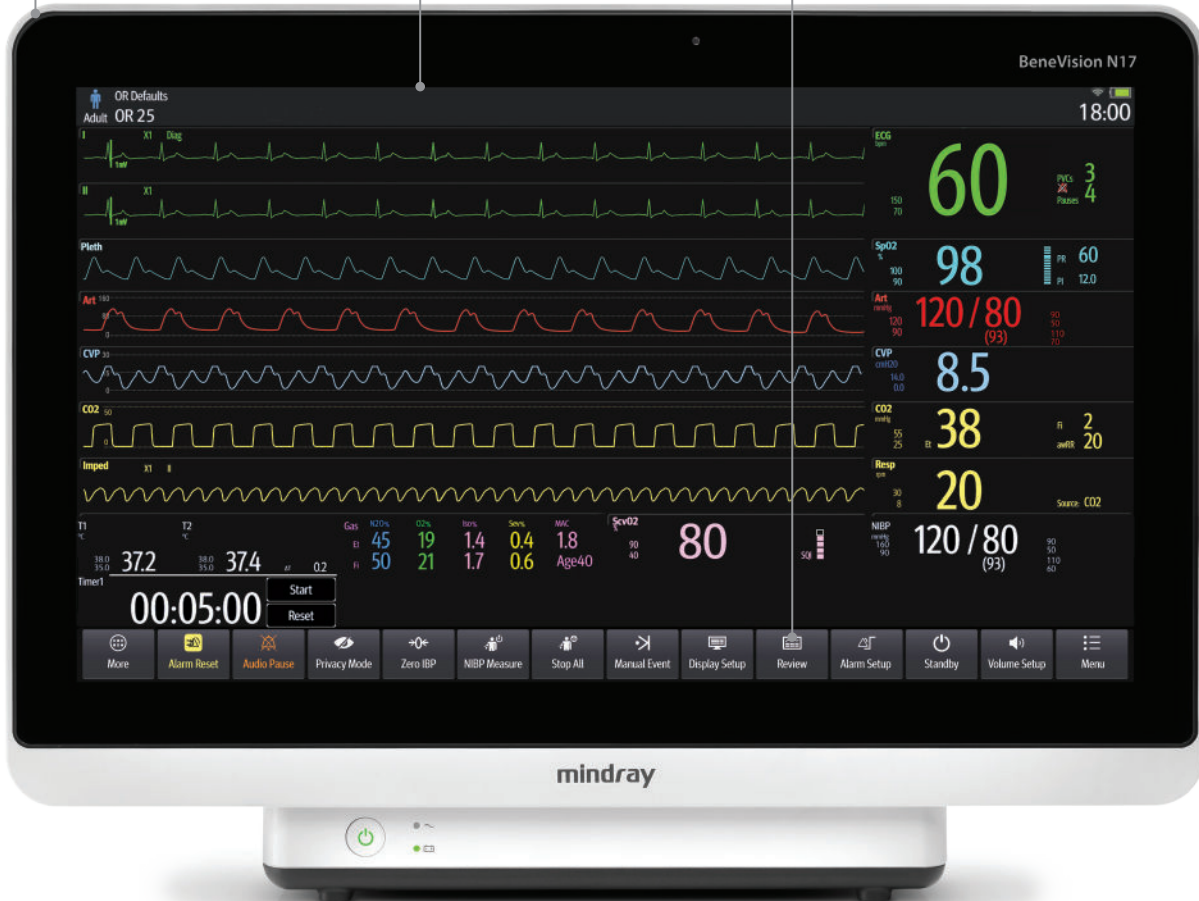 BeneVision N17
OR Defaults
Adult OR 25
18:00
I X1 Diag
1mV
II X1
1mV
ECG
bpm
60
150
70
PVCs 3
Pauses 4
Pleth
SpO2
%
100
90
98
PR 60
PI 12.0
Art 160
80
0
Art
mmHg
120
90
120 / 80
(93)
90
50
110
70
CVP 30
0
CVP
cmH2O
14.0
0.0
8.5
CO2 50
0
CO2
mmHg
55
25
Et 38
Fi 2
awRR 20
Imped X1 II
Resp
rpm
30
8
20
Source: CO2
T1
°C
38.0
35.0
37.2
T2
°C
38.0
35.0
37.4
ΔT 0.2
Gas N2O% O2% Iso% Sev% MAC
Et 45 19 1.4 0.4 1.8
Fi 50 21 1.7 0.6 Age40
ScvO2
%
90
40
80
SQI
NIBP
mmHg
160
90
120 / 80
(93)
90
50
110
60
Timer1
00:05:00
Start
Reset
More
Alarm Reset
Audio Pause
Privacy Mode
Zero IBP
NIBP Measure
Stop All
Manual Event
Display Setup
Review
Alarm Setup
Standby
Volume Setup
Menu
mindray